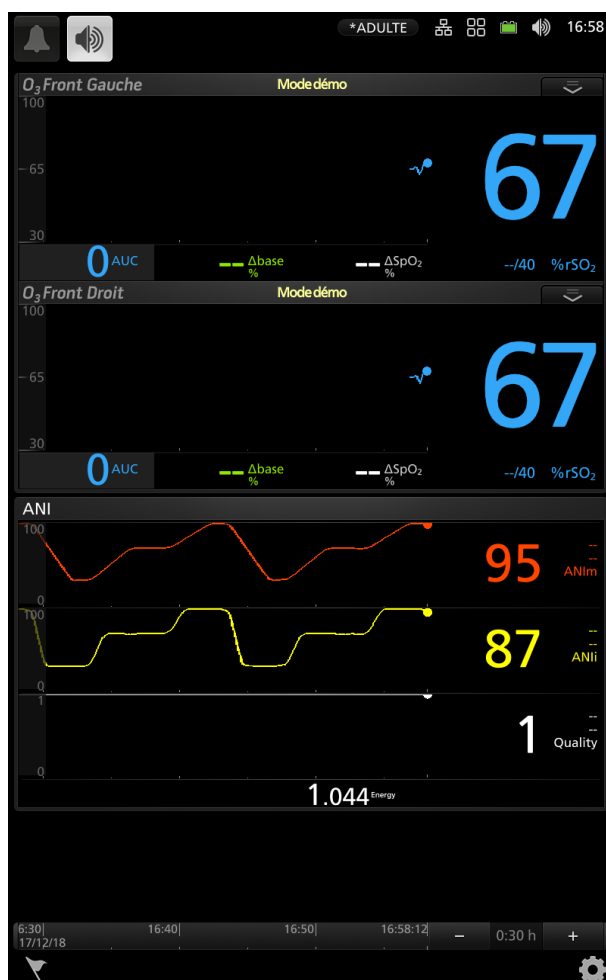 *ADULTE 16:58
O3 Front Gauche Mode démo
100
65
30
67
0 AUC -- Δbase % -- ΔSpO₂ % --/40 %rSO₂
O3 Front Droit Mode démo
100
65
30
67
0 AUC -- Δbase % -- ΔSpO₂ % --/40 %rSO₂
ANI
100
0
95 -- -- ANIm
100
0
87 -- -- ANIi
1
0
1 -- -- Quality
1.044 Energy
6:30 16:40 16:50 16:58:12 − 0:30 h +
17/12/18